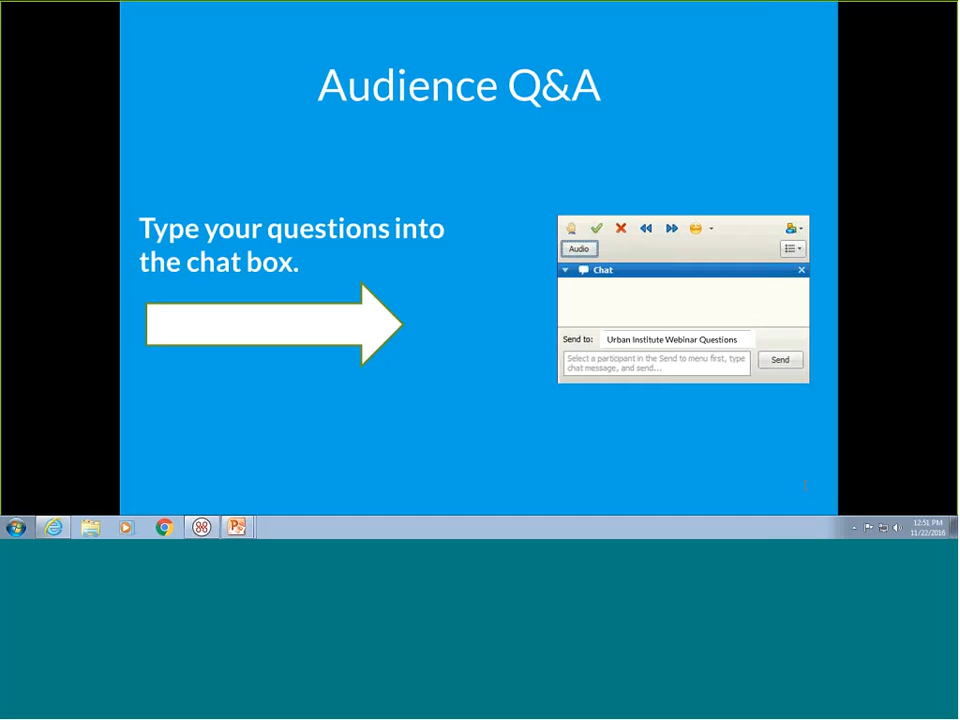 Audience Q&A
Type your questions into
the chat box.
Audio
Chat
Send to: Urban Institute Webinar Questions
Select a participant in the Send to menu first, type
chat message, and send...
Send
12:51 PM
11/22/2016